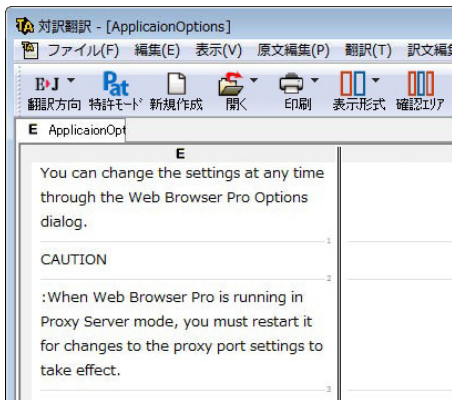 対訳翻訳 - [ApplicaionOptions]
ファイル(F) 編集(E) 表示(V) 原文編集(P) 翻訳(T) 訳文編集
E▸J Pat
翻訳方向 特許モード 新規作成 開く 印刷 表示形式 確認エリア
E ApplicaionOpt
E
You can change the settings at any time
through the Web Browser Pro Options
dialog.
1
CAUTION
2
:When Web Browser Pro is running in
Proxy Server mode, you must restart it
for changes to the proxy port settings to
take effect.
3